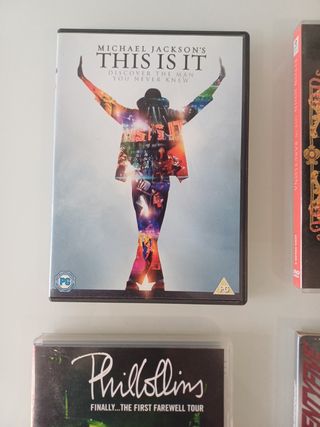 MICHAEL JACKSON'S
THIS IS IT
DISCOVER THE MAN
YOU NEVER KNEW
PG
PG
Phil Collins
FINALLY...THE FIRST FAREWELL TOUR